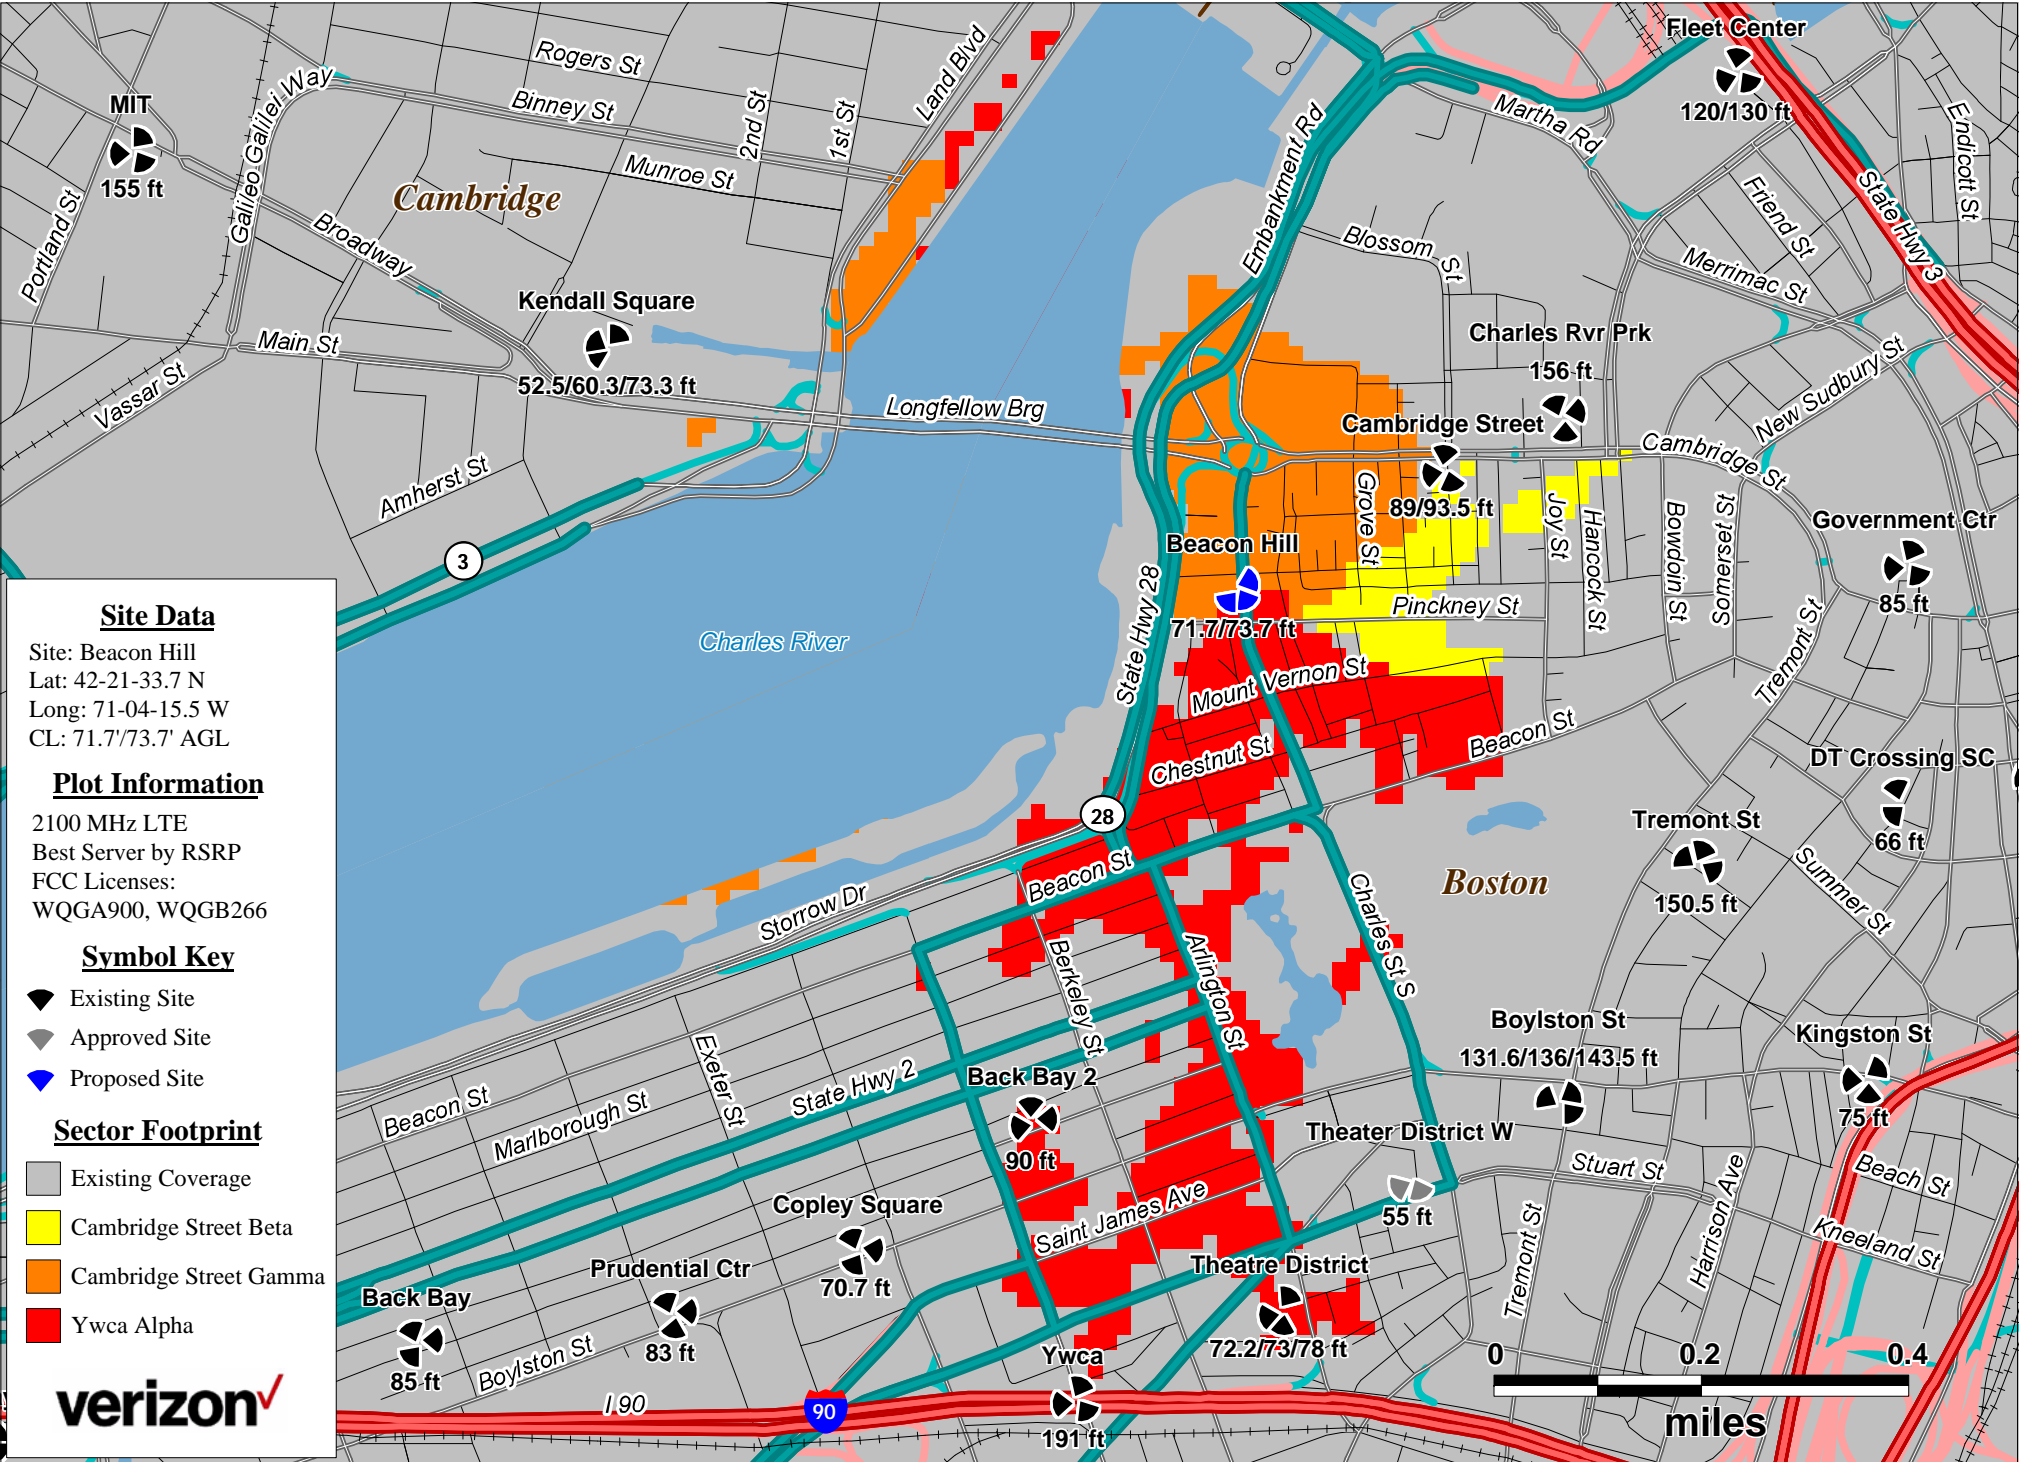 Fleet Center
120/130 ft
Rogers St
Land Blvd
Galileo Galilei Way
Binney St
2nd St
1st St
MIT
155 ft
Embankment Rd
Martha Rd
Endicott St
Munroe St
Cambridge
Portland St
Broadway
Friend St
State Hwy 3
Blossom St
Merrimac St
Kendall Square
52.5/60.3/73.3 ft
Main St
Vassar St
Charles Rvr Prk
156 ft
New Sudbury St
Longfellow Brg
Cambridge Street
89/93.5 ft
Cambridge St
Amherst St
Grove St
Joy St
Hancock St
Bowdoin St
Somerset St
Government Ctr
85 ft
3
Beacon Hill
71.7/73.7 ft
Pinckney St
State Hwy 28
Charles River
Mount Vernon St
Tremont St
Chestnut St
Beacon St
DT Crossing SC
66 ft
28
Tremont St
150.5 ft
Summer St
Beacon St
Boston
Storrow Dr
Charles St S
Berkeley St
Arlington St
Boylston St
131.6/136/143.5 ft
Kingston St
75 ft
Exeter St
State Hwy 2
Back Bay 2
90 ft
Beacon St
Marlborough St
Theater District W
55 ft
Stuart St
Beach St
Harrison Ave
Kneeland St
Tremont St
Copley Square
70.7 ft
Saint James Ave
Prudential Ctr
83 ft
Theatre District
72.2/73/78 ft
Back Bay
85 ft
Boylston St
Ywca
191 ft
I 90
90
0 0.2 0.4
miles
Site Data
Site: Beacon Hill
Lat: 42-21-33.7 N
Long: 71-04-15.5 W
CL: 71.7'/73.7' AGL
Plot Information
2100 MHz LTE
Best Server by RSRP
FCC Licenses:
WQGA900, WQGB266
Symbol Key
Existing Site
Approved Site
Proposed Site
Sector Footprint
Existing Coverage
Cambridge Street Beta
Cambridge Street Gamma
Ywca Alpha
verizon